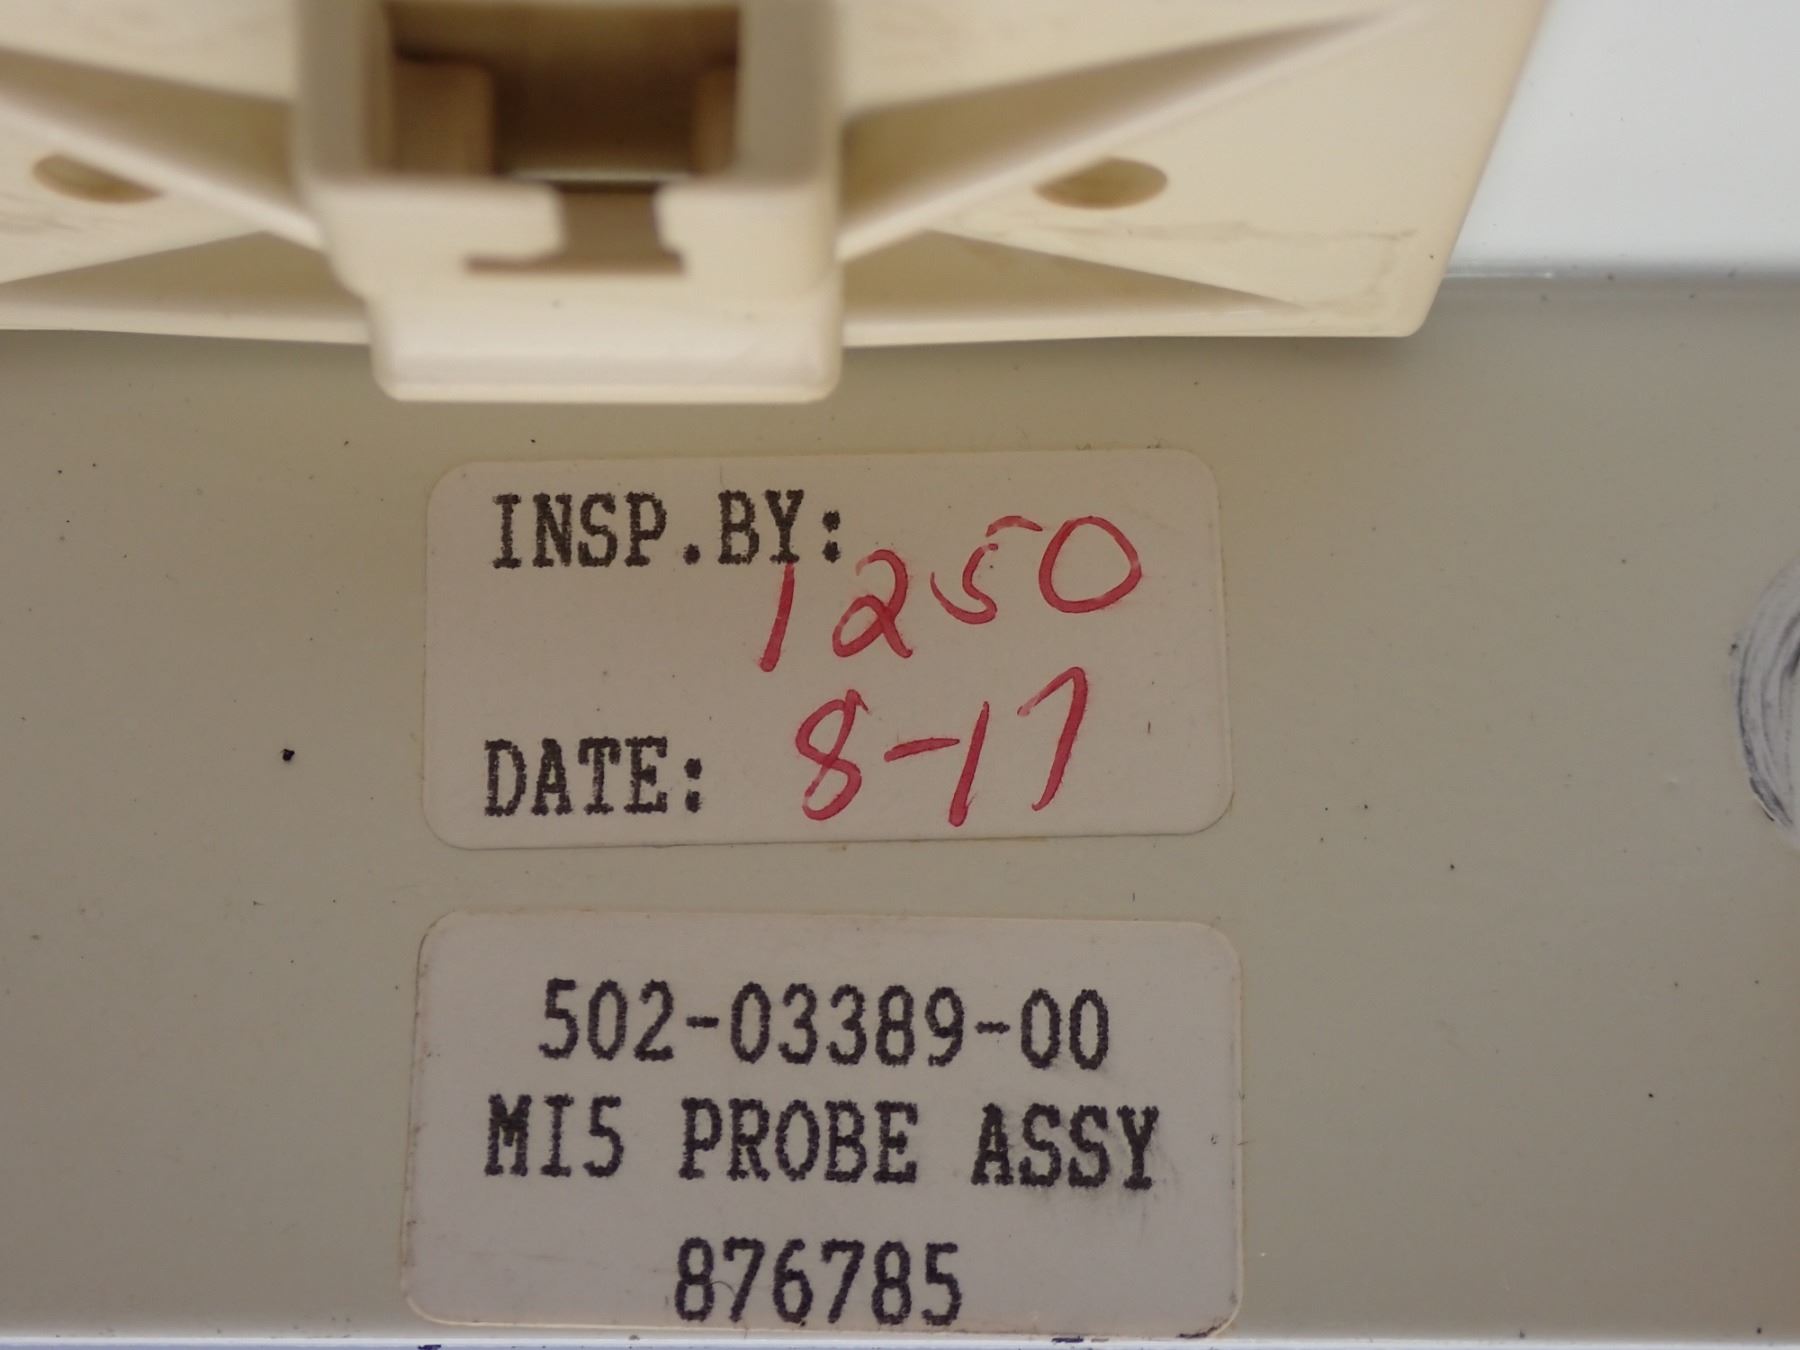 INSP.BY: 1250
DATE: 8-17
502-03389-00
MI5 PROBE ASSY
876785